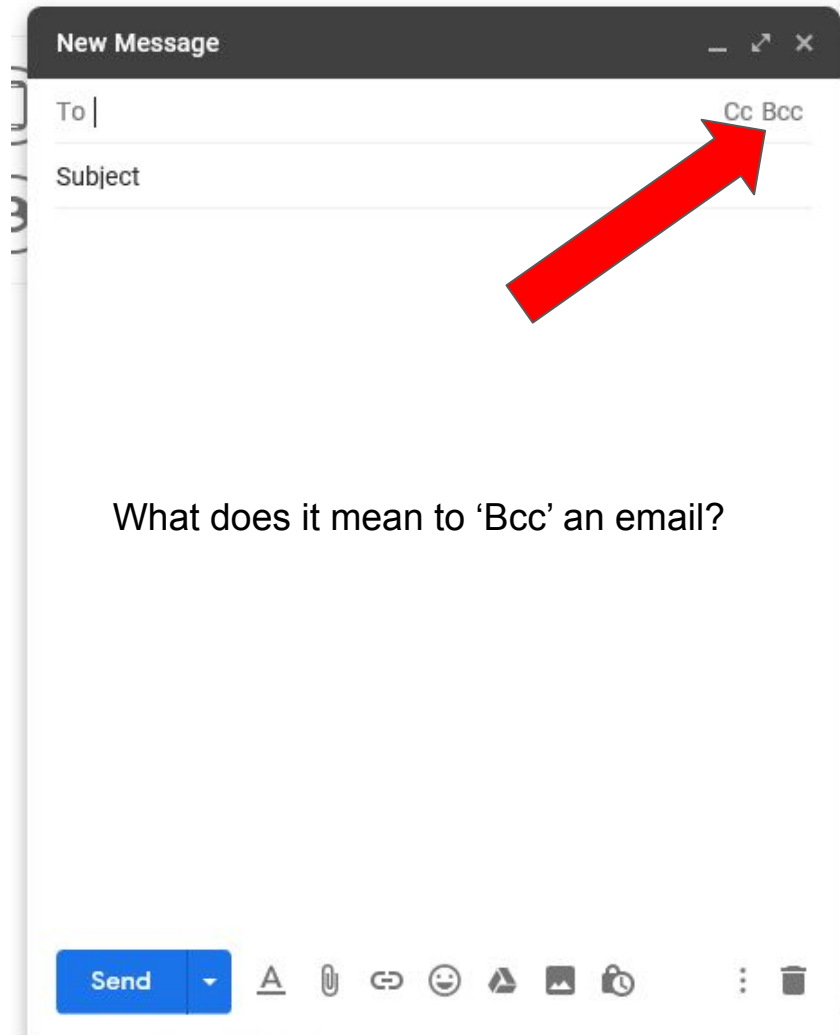 New Message
To
Cc Bcc
Subject
What does it mean to ‘Bcc’ an email?
Send
A